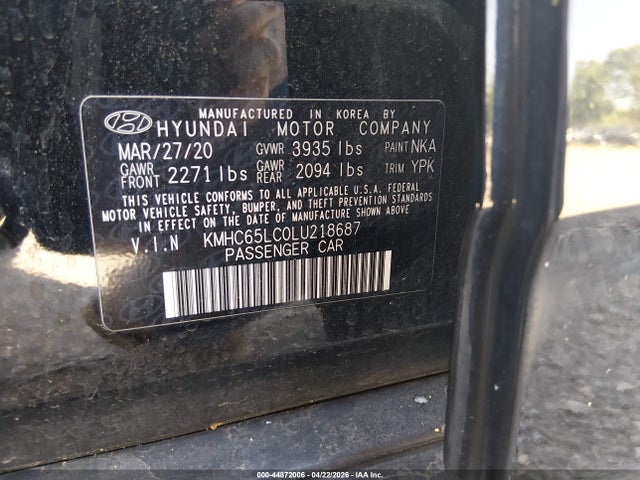 MANUFACTURED IN KOREA BY
HYUNDAI MOTOR COMPANY
MAR/27/20 GVWR 3935 lbs PAINT NKA
GAWR FRONT 2271 lbs GAWR REAR 2094 lbs TRIM YPK
THIS VEHICLE CONFORMS TO ALL APPLICABLE U.S.A. FEDERAL
MOTOR VEHICLE SAFETY, BUMPER, AND THEFT PREVENTION STANDARDS
IN EFFECT ON THE DATE OF MANUFACTURE SHOWN ABOVE.
V.I.N KMHC65LC0LU218687
PASSENGER CAR
000-44872006 - 04/22/2026 - IAA Inc.